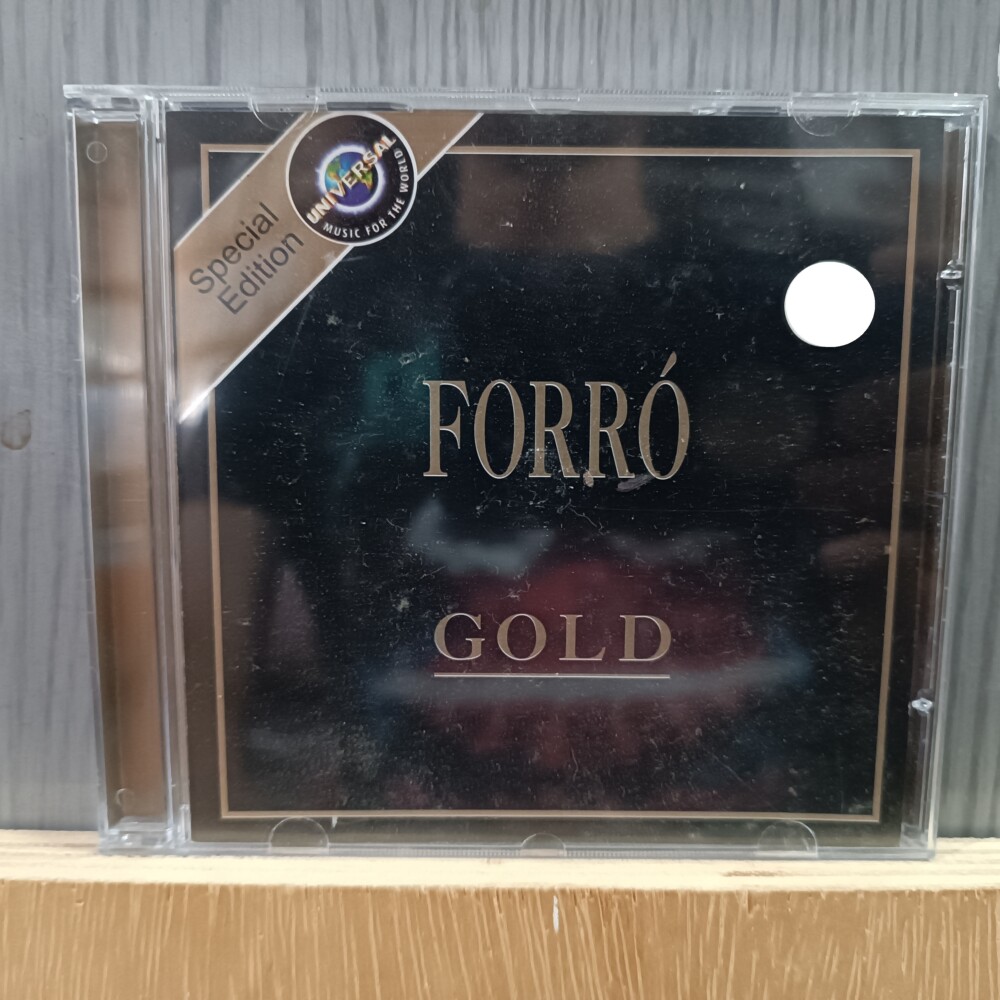 Special
Edition
UNIVERSAL
MUSIC FOR THE WORLD
FORRÓ
GOLD